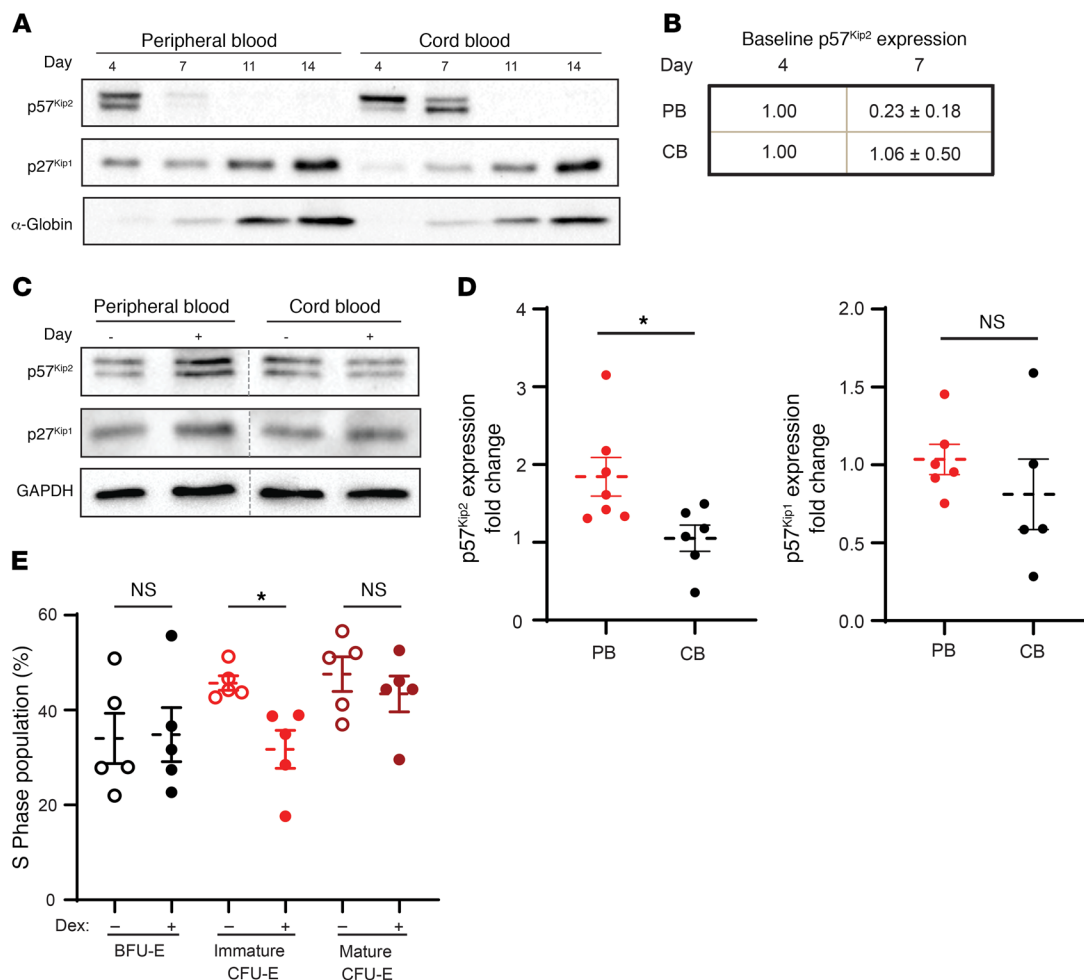 A
Peripheral blood Cord blood
Day 4 7 11 14 4 7 11 14
p57Kip2
p27Kip1
α-Globin
B
Baseline p57Kip2 expression
Day 4 7
PB 1.00 0.23 ± 0.18
CB 1.00 1.06 ± 0.50
C
Peripheral blood Cord blood
Day - + - +
p57Kip2
p27Kip1
GAPDH
D
p57Kip2 expression
fold change
4
3
2
1
0
*
PB CB
p57Kip1 expression
fold change
2.0
1.5
1.0
0.5
0.0
NS
PB CB
E
S Phase population (%)
60
40
20
0
NS * NS
Dex: – + – + – +
BFU-E Immature Mature
CFU-E CFU-E